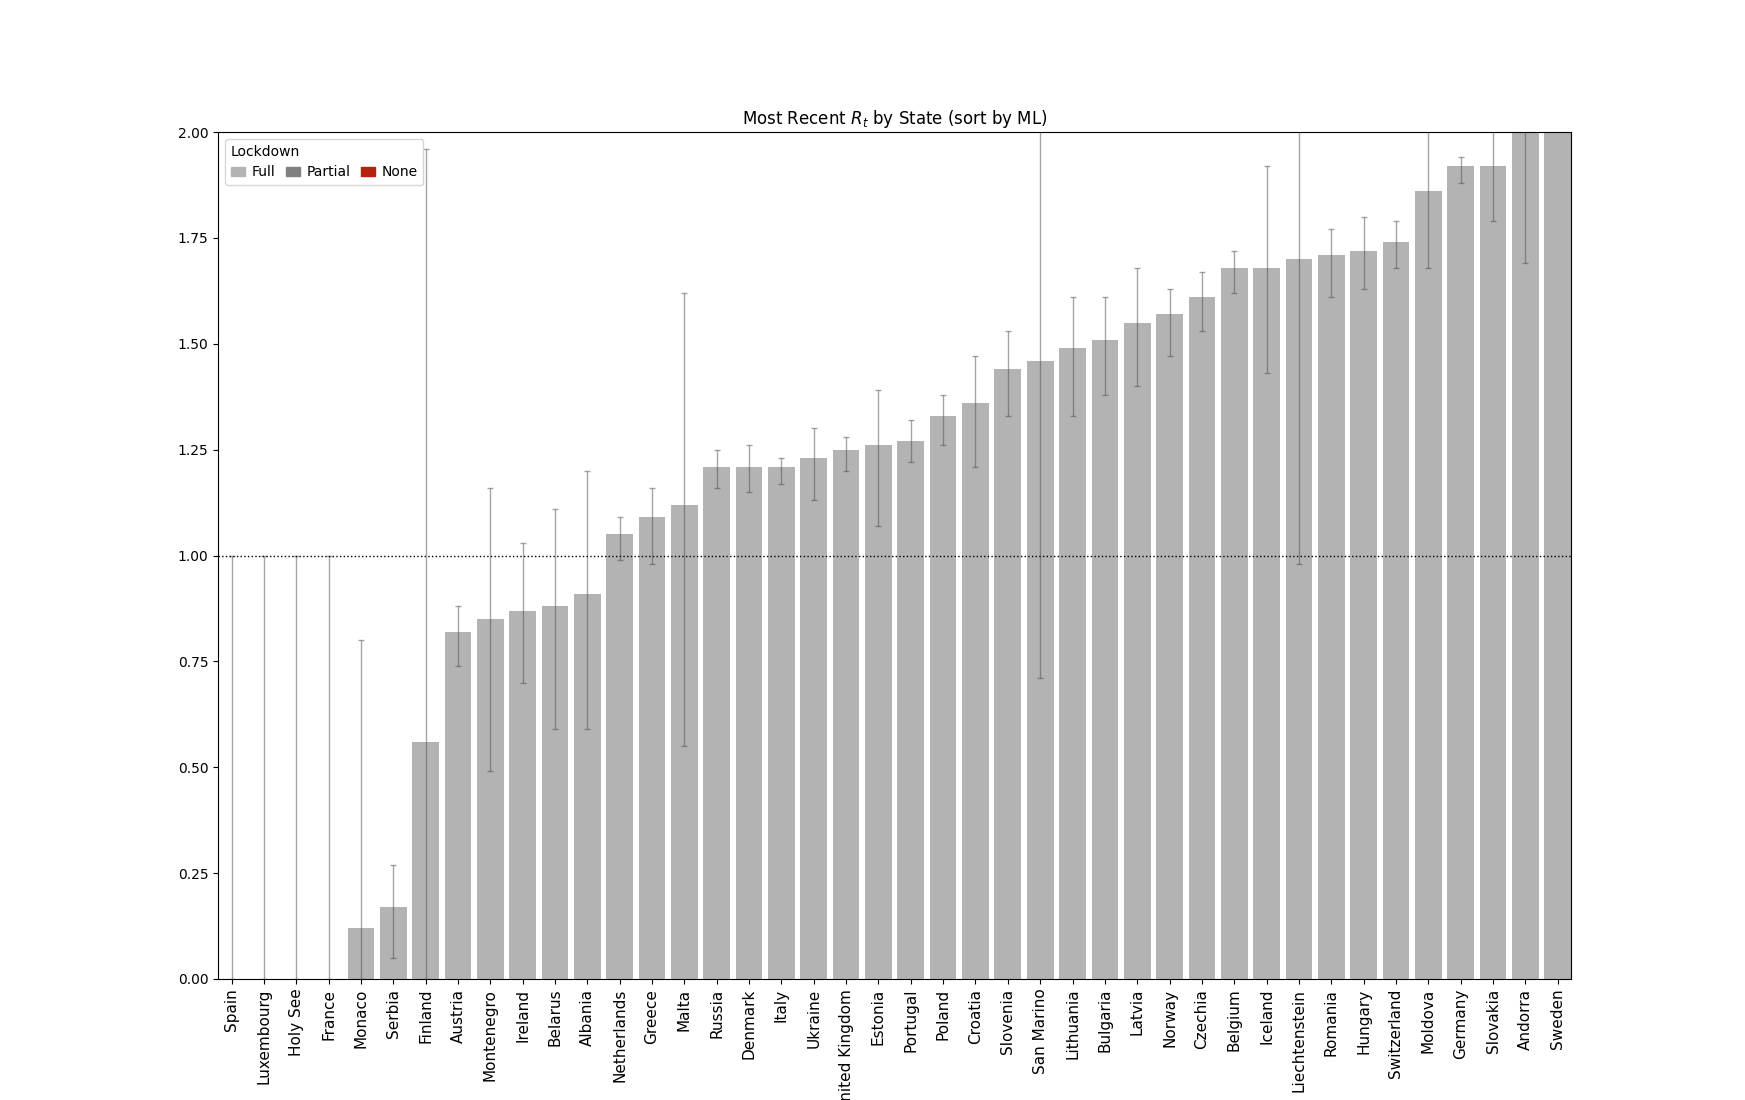 Most Recent Rt by State (sort by ML)
Lockdown
Full Partial None
2.00
1.75
1.50
1.25
1.00
0.75
0.50
0.25
0.00
Spain
Luxembourg
Holy See
France
Monaco
Serbia
Finland
Austria
Montenegro
Ireland
Belarus
Albania
Netherlands
Greece
Malta
Russia
Denmark
Italy
Ukraine
nited Kingdom
Estonia
Portugal
Poland
Croatia
Slovenia
San Marino
Lithuania
Bulgaria
Latvia
Norway
Czechia
Belgium
Iceland
Liechtenstein
Romania
Hungary
Switzerland
Moldova
Germany
Slovakia
Andorra
Sweden